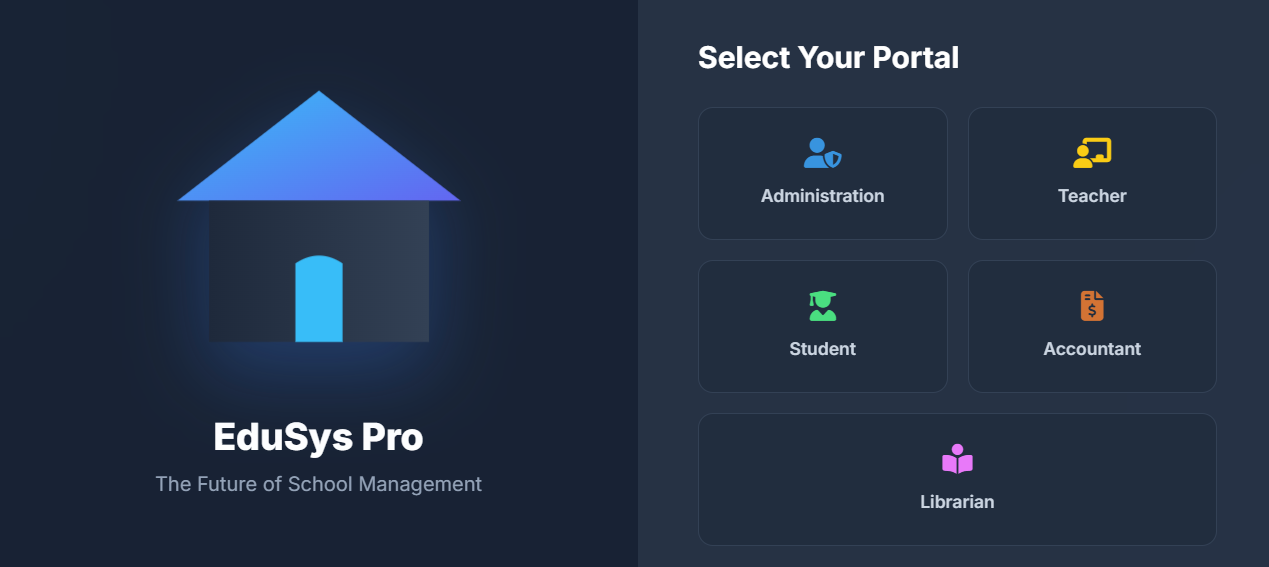 EduSys Pro
The Future of School Management
Select Your Portal
Administration
Teacher
Student
Accountant
$
Librarian